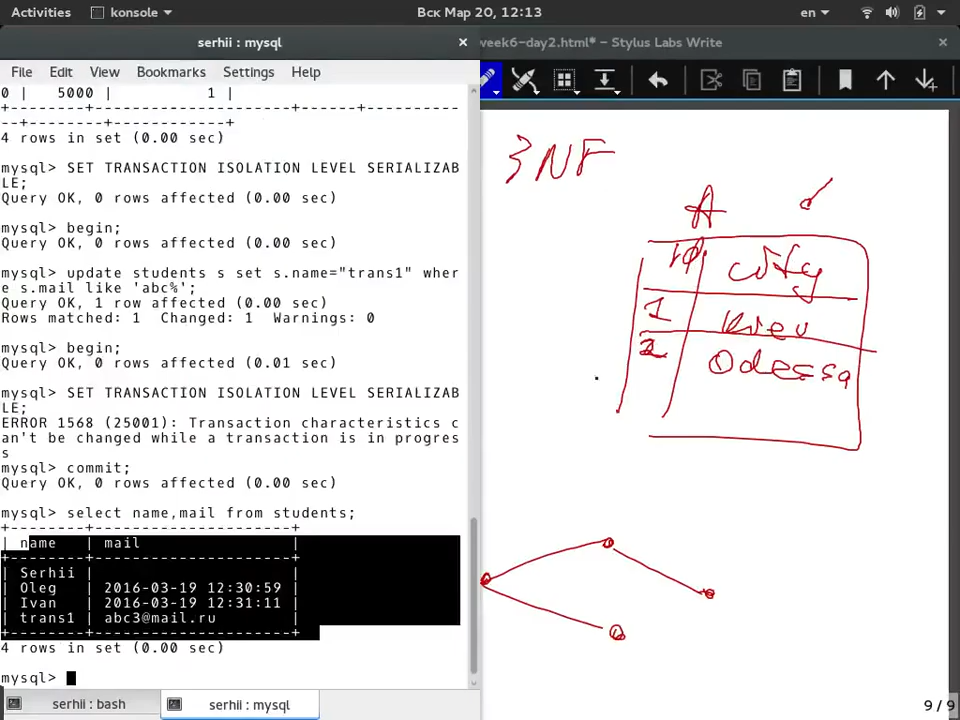 Activities konsole Вск Мар 20, 12:13 en
serhii : mysql
week6-day2.html* – Stylus Labs Write
File Edit View Bookmarks Settings Help
0 | 5000 | 1 |
+--------+---------------------+------+----------
--+--------+------------+
4 rows in set (0.00 sec)
mysql> SET TRANSACTION ISOLATION LEVEL SERIALIZAB
LE;
Query OK, 0 rows affected (0.00 sec)
mysql> begin;
Query OK, 0 rows affected (0.00 sec)
mysql> update students s set s.name="trans1" wher
e s.mail like 'abc%';
Query OK, 1 row affected (0.00 sec)
Rows matched: 1 Changed: 1 Warnings: 0
mysql> begin;
Query OK, 0 rows affected (0.01 sec)
mysql> SET TRANSACTION ISOLATION LEVEL SERIALIZAB
LE;
ERROR 1568 (25001): Transaction characteristics c
an't be changed while a transaction is in progres
s
mysql> commit;
Query OK, 0 rows affected (0.00 sec)
mysql> select name,mail from students;
+--------+---------------------+
| name | mail |
+--------+---------------------+
| Serhii | |
| Oleg | 2016-03-19 12:30:59 |
| Ivan | 2016-03-19 12:31:11 |
| trans1 | abc3@mail.ru |
+--------+---------------------+
4 rows in set (0.00 sec)
mysql>
serhii : bash
serhii : mysql
3NF
A
id city
1 Kiev
2 Odessa
9 / 9